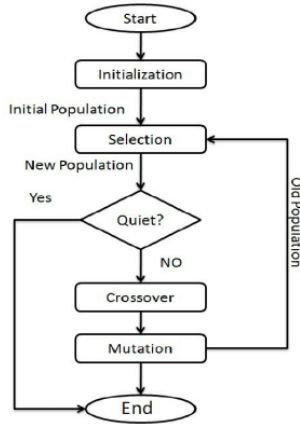 Start
Initialization
Initial Population
Selection
New Population
Yes
Quiet?
Old Population
NO
Crossover
Mutation
End